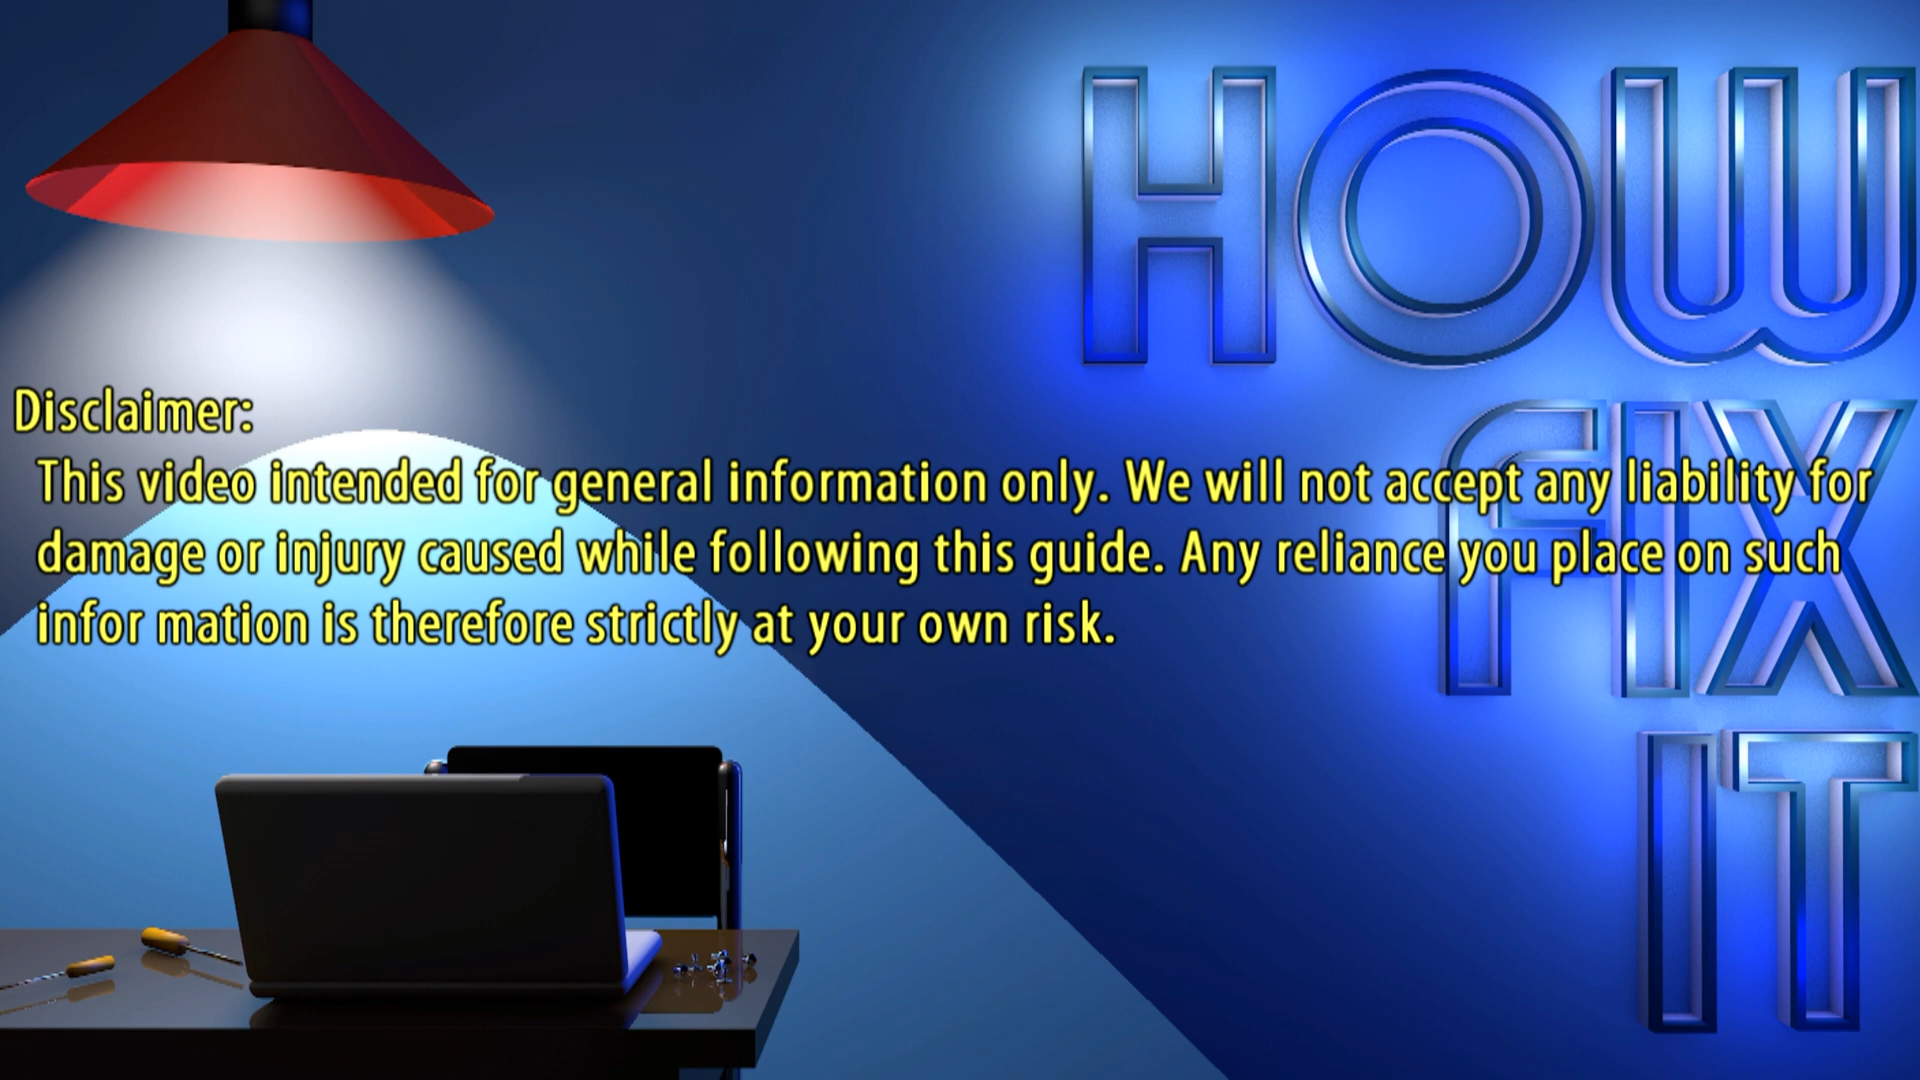 HOW
FIX
IT
Disclaimer:
This video intended for general information only. We will not accept any liability for
damage or injury caused while following this guide. Any reliance you place on such
infor mation is therefore strictly at your own risk.